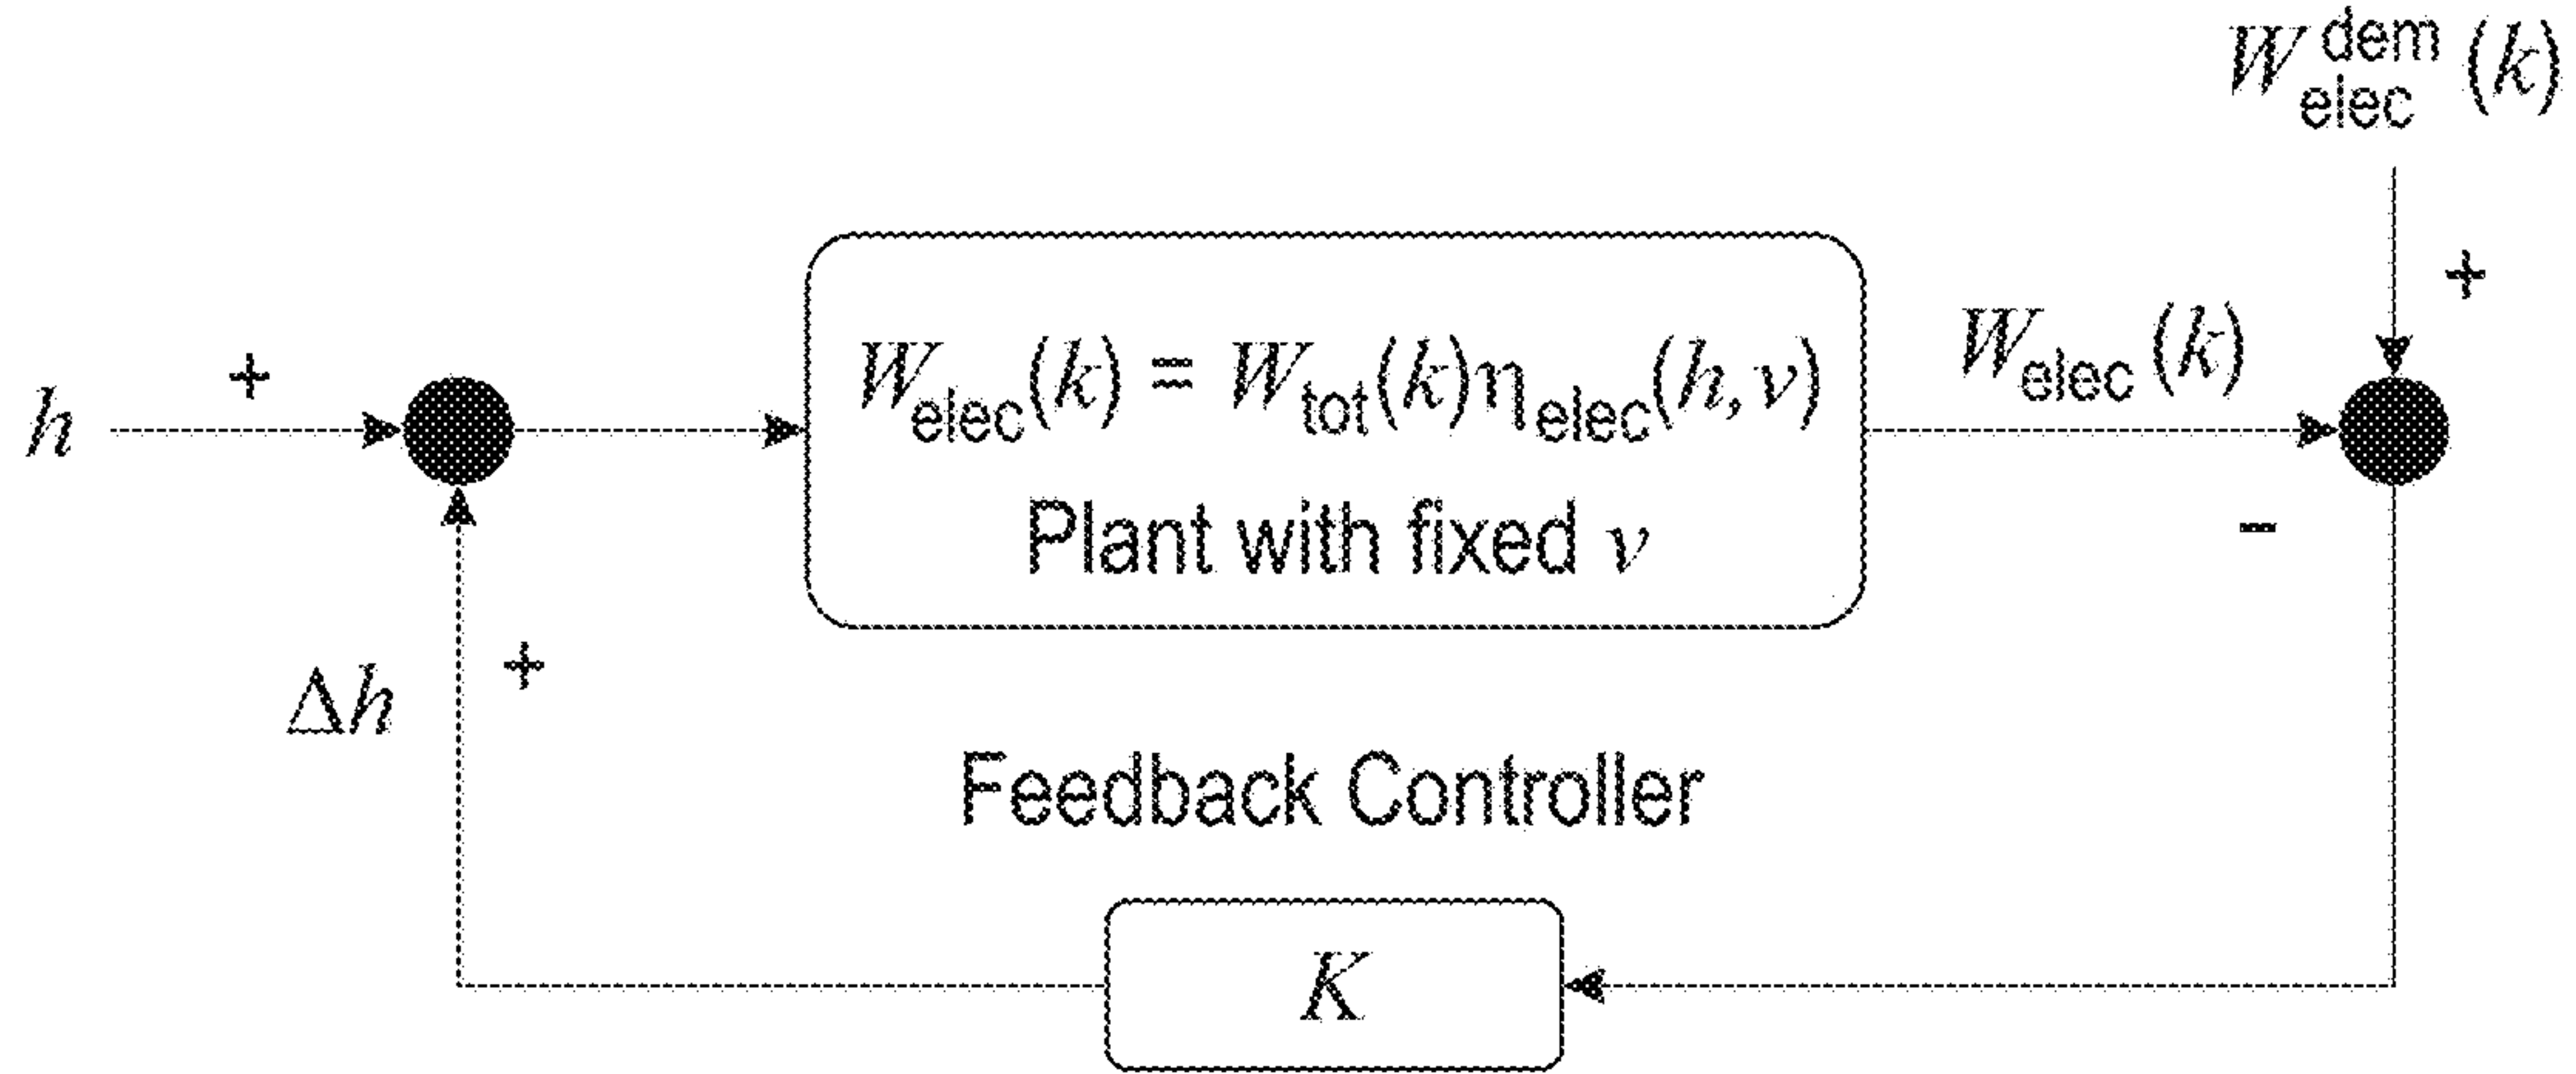 W_elec^dem (k)
+
W_elec (k)
+
h
W_elec(k) = W_tot(k)η_elec(h, v)
Plant with fixed v
−
+
Δh
Feedback Controller
K